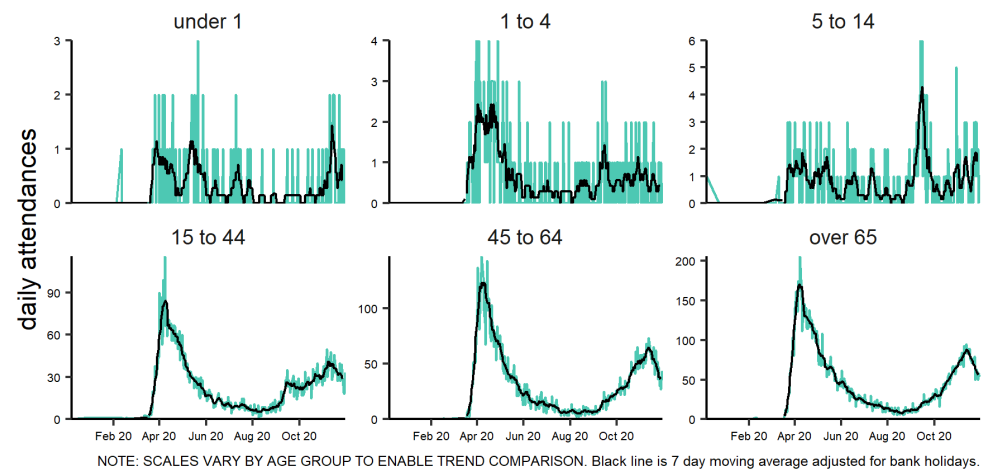 under 1
1 to 4
5 to 14
3
2
1
0
4
3
2
1
0
6
5
4
3
2
1
0
daily attendances
15 to 44
45 to 64
over 65
90
60
30
0
100
50
0
200
150
100
50
0
Feb 20 Apr 20 Jun 20 Aug 20 Oct 20
Feb 20 Apr 20 Jun 20 Aug 20 Oct 20
Feb 20 Apr 20 Jun 20 Aug 20 Oct 20
NOTE: SCALES VARY BY AGE GROUP TO ENABLE TREND COMPARISON. Black line is 7 day moving average adjusted for bank holidays.